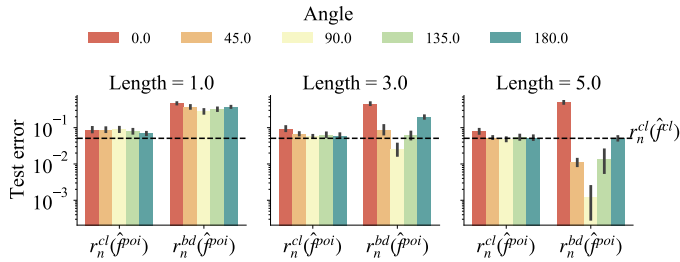 Angle
0.0 45.0 90.0 135.0 180.0
Length = 1.0 Length = 3.0 Length = 5.0
Test error
10⁻¹
10⁻²
10⁻³
r_n^{cl}(f̂^{cl})
r_n^{cl}(f̂^{poi}) r_n^{bd}(f̂^{poi}) r_n^{cl}(f̂^{poi}) r_n^{bd}(f̂^{poi}) r_n^{cl}(f̂^{poi}) r_n^{bd}(f̂^{poi})